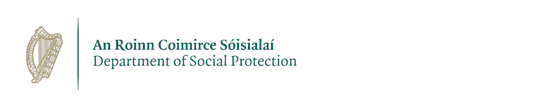 An Roinn Coimirce Sóisialaí
Department of Social Protection